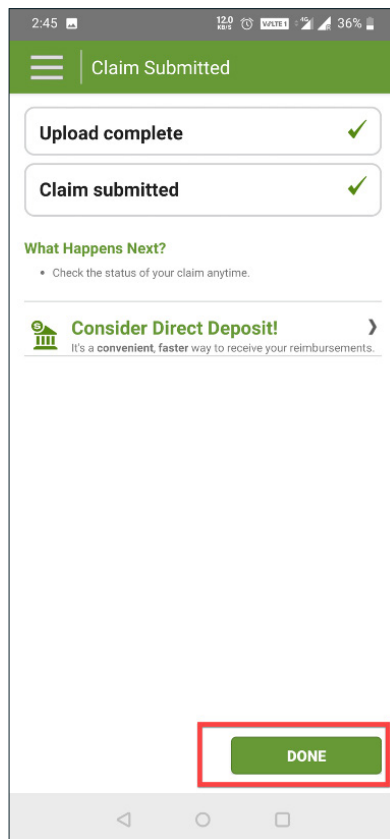 2:45 12.0 KB/S VoLTE 1 4G 36%
Claim Submitted
Upload complete
Claim submitted
What Happens Next?
• Check the status of your claim anytime.
Consider Direct Deposit!
It's a convenient, faster way to receive your reimbursements.
DONE